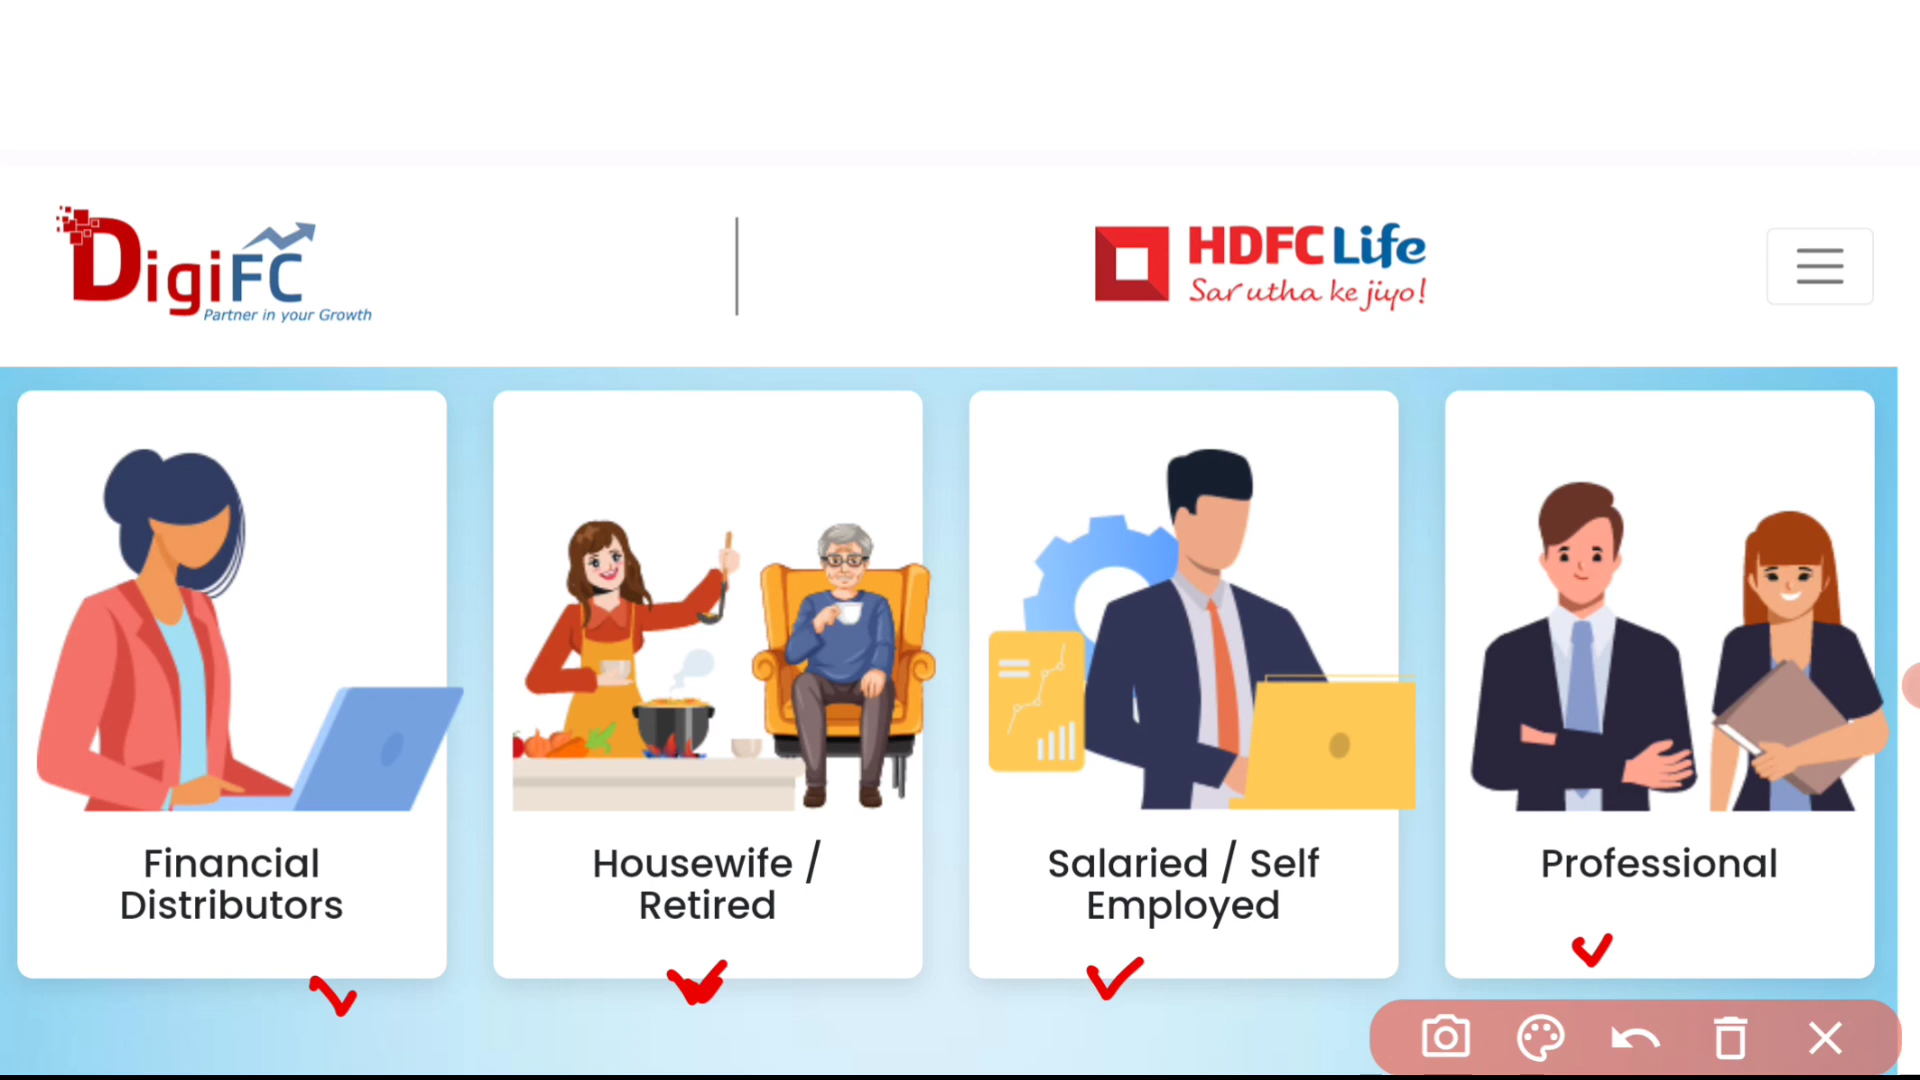 DigiFC
Partner in your Growth
HDFC Life
Sar utha ke jiyo!
Financial
Distributors
Housewife /
Retired
Salaried / Self
Employed
Professional